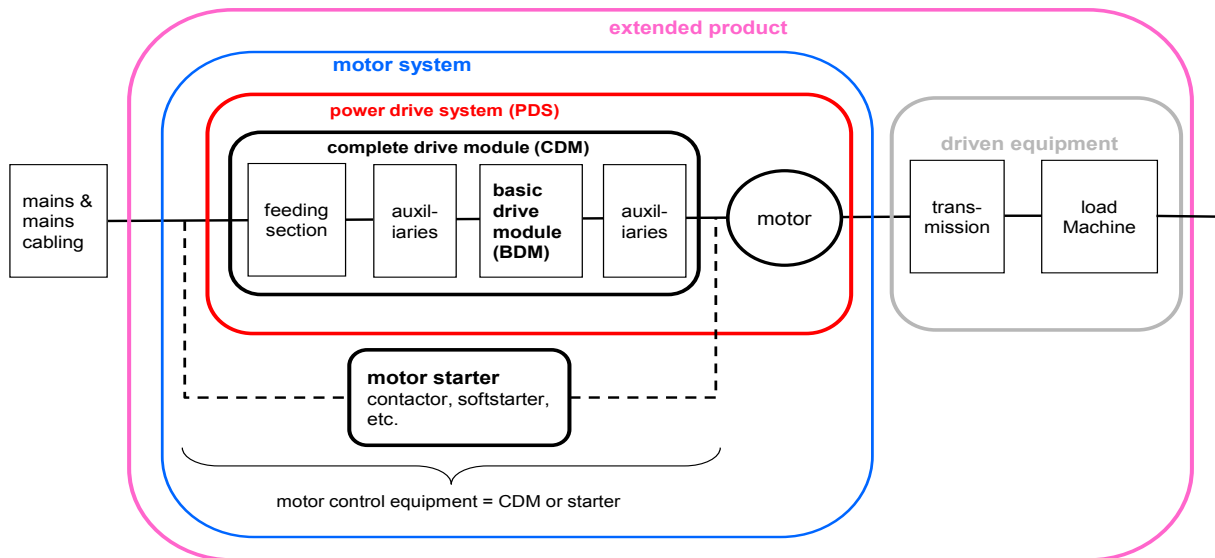 extended product
motor system
power drive system (PDS)
complete drive module (CDM)
driven equipment
mains &
mains
cabling
feeding
section
auxil-
iaries
basic
drive
module
(BDM)
auxil-
iaries
motor
trans-
mission
load
Machine
motor starter
contactor, softstarter,
etc.
motor control equipment = CDM or starter